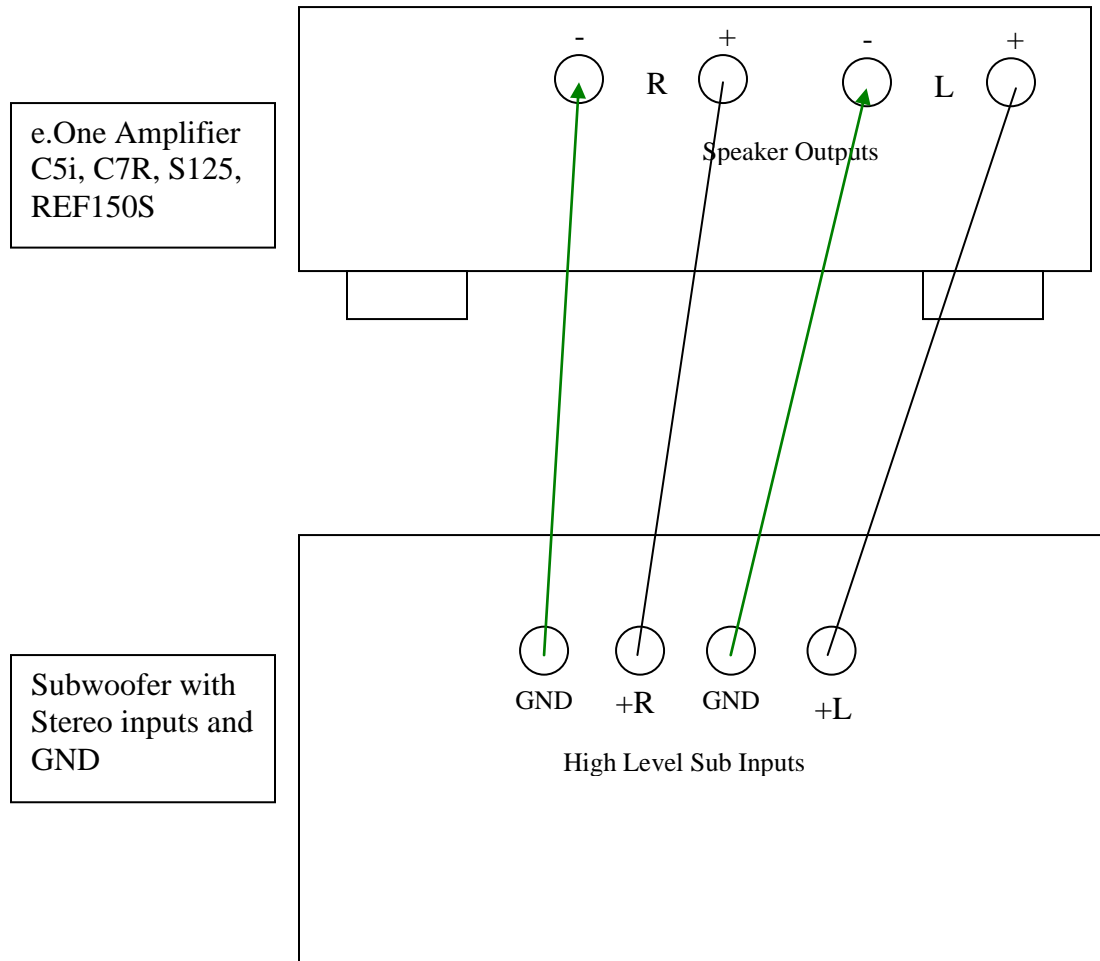 - + - +
R L
e.One Amplifier
C5i, C7R, S125,
REF150S
Speaker Outputs
Subwoofer with
Stereo inputs and
GND
GND +R GND +L
High Level Sub Inputs